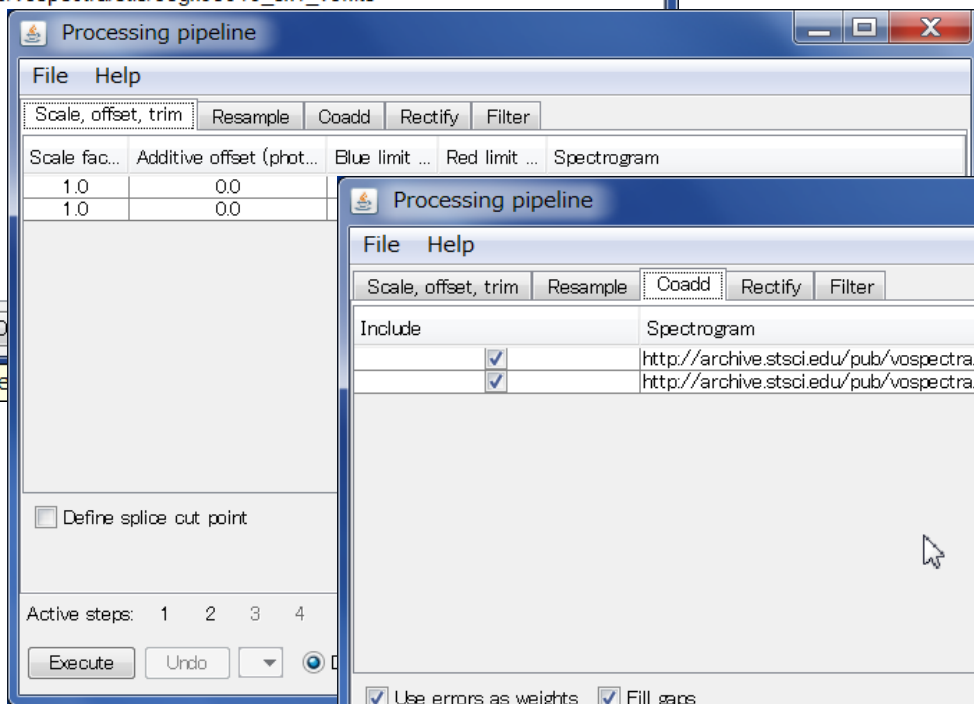 Processing pipeline
File Help
Scale, offset, trim Resample Coadd Rectify Filter
Scale fac... Additive offset (phot... Blue limit ... Red limit ... Spectrogram
1.0 0.0
1.0 0.0
Define splice cut point
Active steps: 1 2 3 4
Execute Undo
Processing pipeline
File Help
Scale, offset, trim Resample Coadd Rectify Filter
Include Spectrogram
http://archive.stsci.edu/pub/vospectra.
http://archive.stsci.edu/pub/vospectra.
Use errors as weights Fill gaps